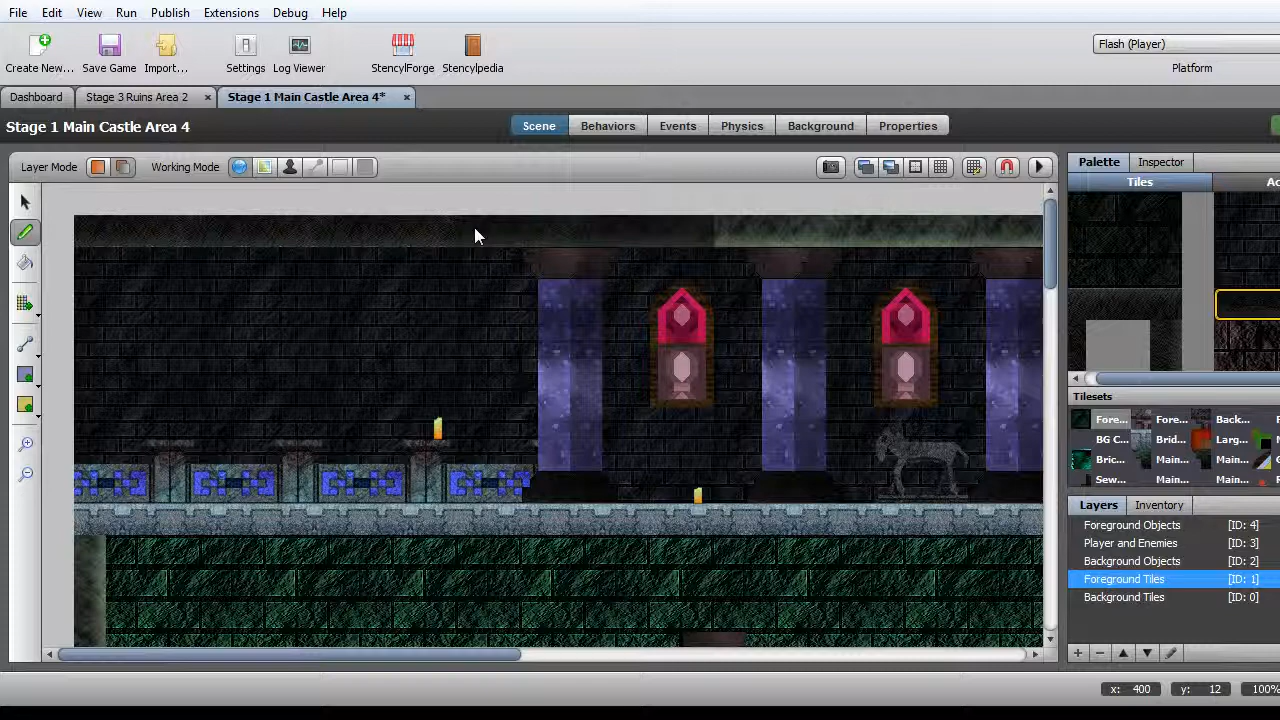 File Edit View Run Publish Extensions Debug Help
Create New... Save Game Import... Settings Log Viewer StencylForge Stencylpedia
Flash (Player)
Platform
Dashboard Stage 3 Ruins Area 2 Stage 1 Main Castle Area 4*
Stage 1 Main Castle Area 4
Scene Behaviors Events Physics Background Properties
Layer Mode Working Mode
Palette Inspector
Tiles Ac
Tilesets
Fore... Fore... Back...
BG C... Brid... Larg...
Bric... Main... Main...
Sew... Main... Main...
Layers Inventory
Foreground Objects [ID: 4]
Player and Enemies [ID: 3]
Background Objects [ID: 2]
Foreground Tiles [ID: 1]
Background Tiles [ID: 0]
x: 400 y: 12 100%